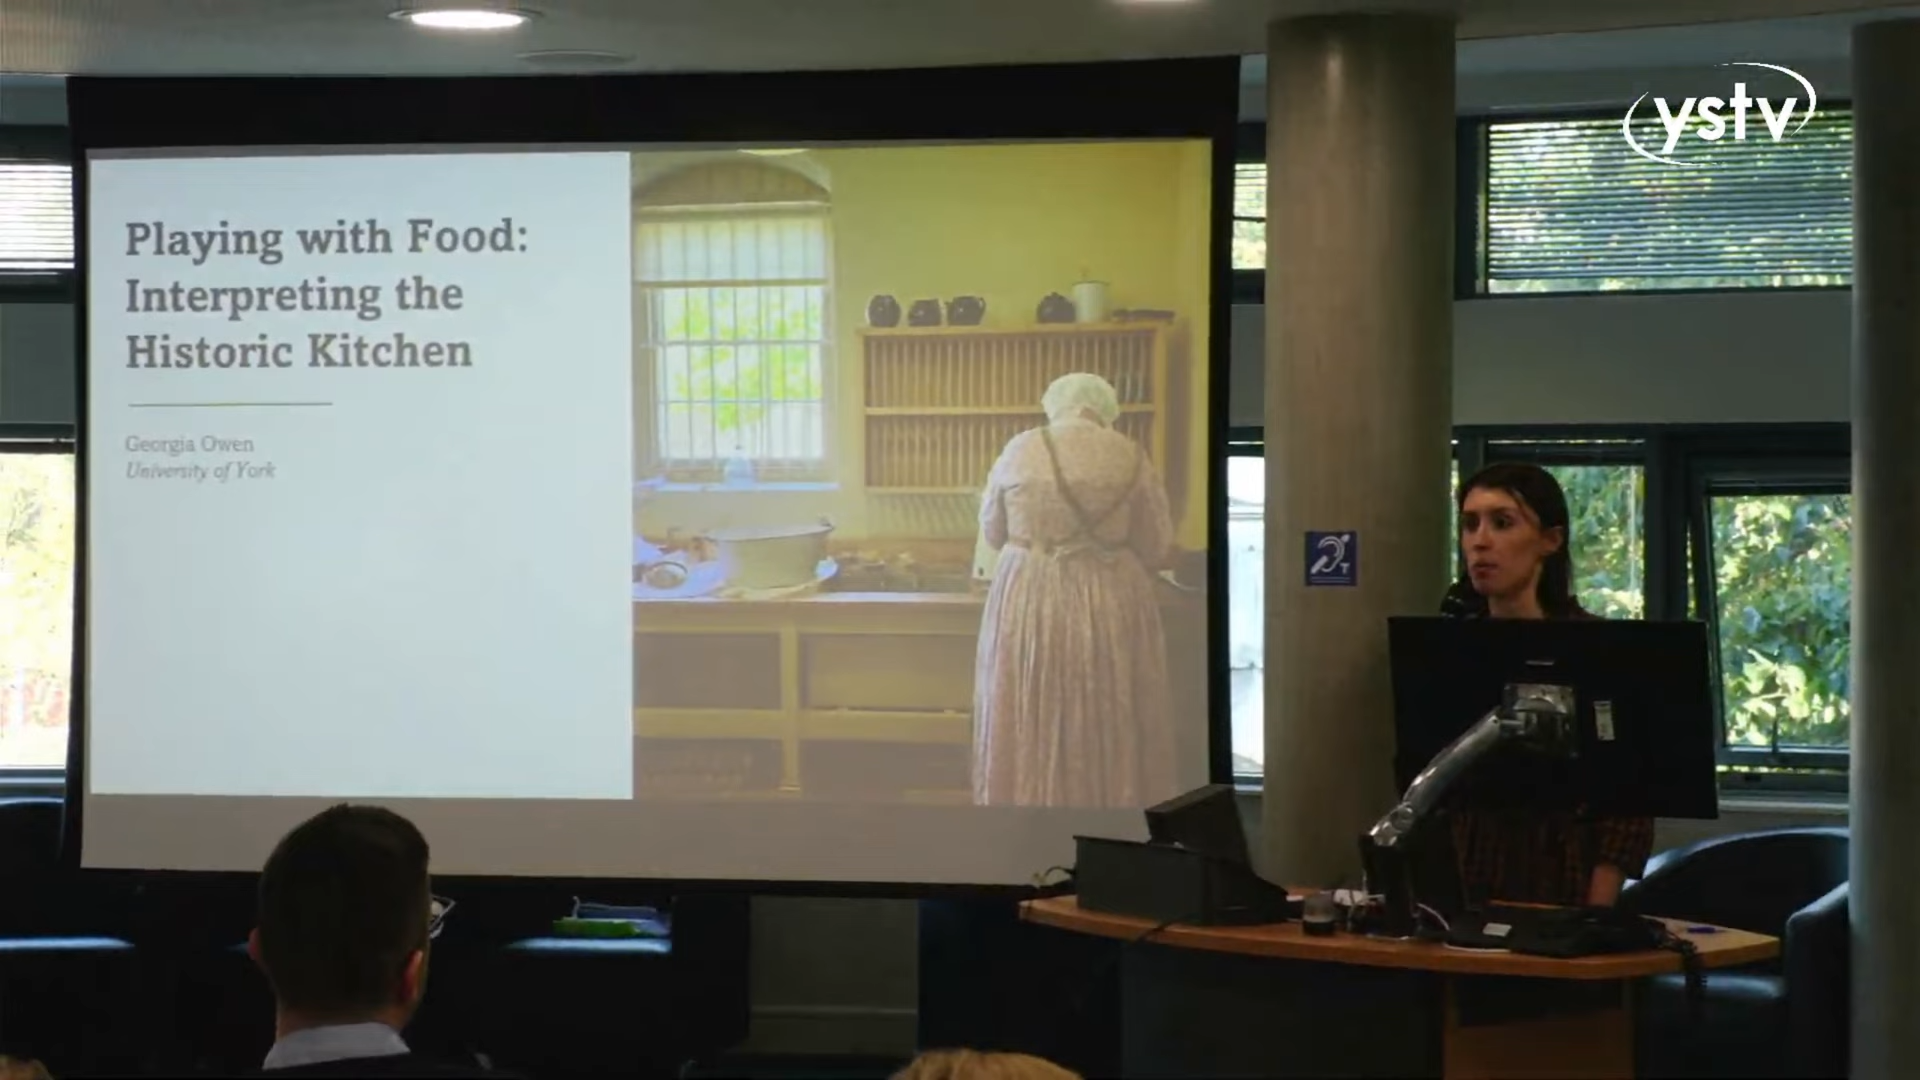 ystv
Playing with Food:
Interpreting the
Historic Kitchen
Georgia Owen
University of York
T